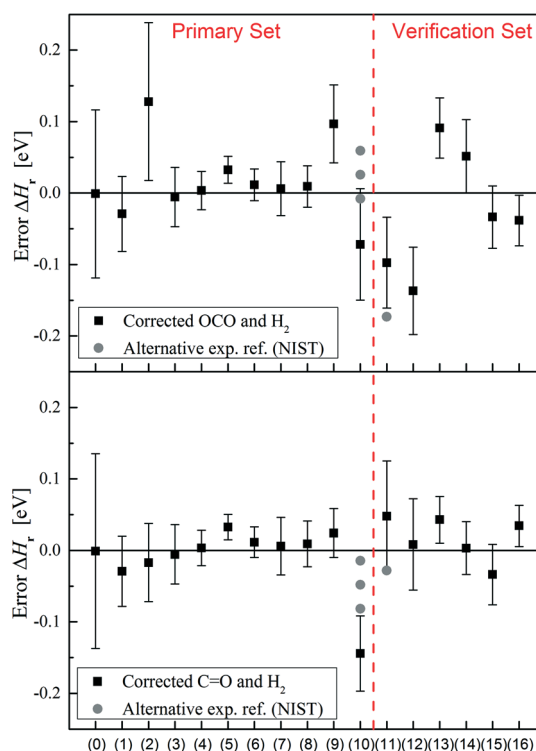 Primary Set
Verification Set
0.2
0.1
0.0
-0.1
-0.2
Error ΔHr [eV]
Corrected OCO and H2
Alternative exp. ref. (NIST)
0.2
0.1
0.0
-0.1
-0.2
Error ΔHr [eV]
Corrected C=O and H2
Alternative exp. ref. (NIST)
(0) (1) (2) (3) (4) (5) (6) (7) (8) (9) (10)(11)(12)(13)(14)(15)(16)